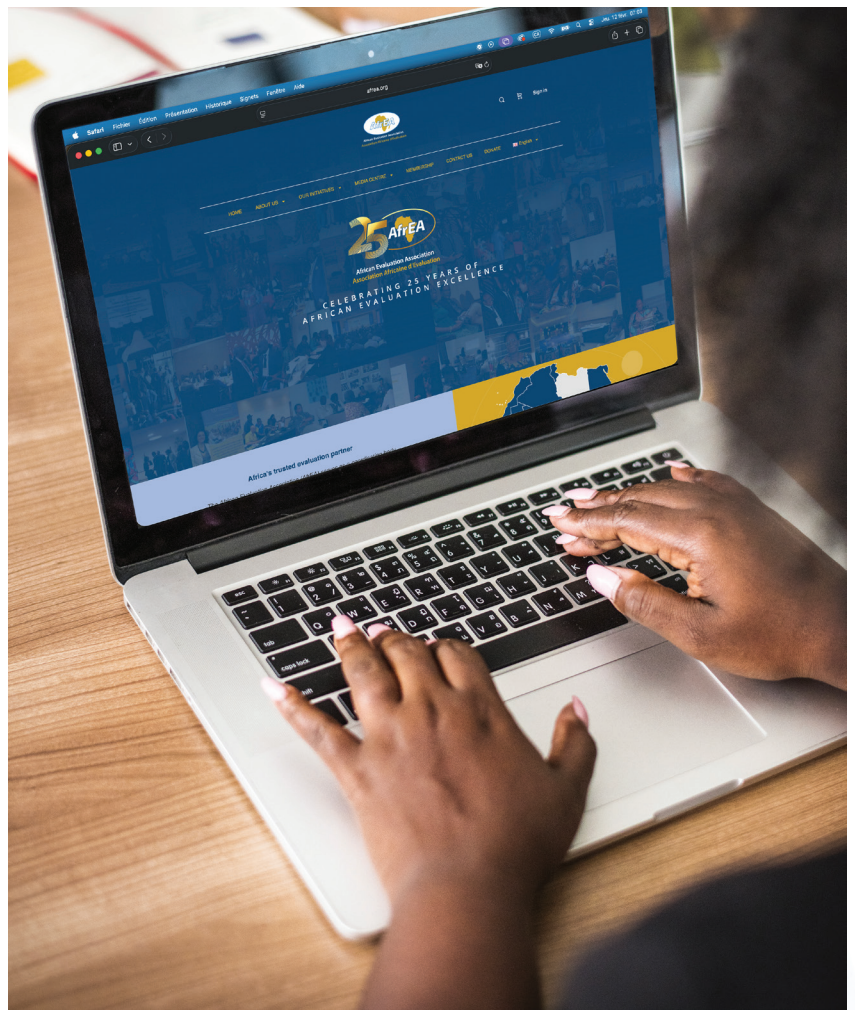 Safari Fichier Édition Présentation Historique Signets Fenêtre Aide
afrea.org
Sign in
AfrEA
HOME ABOUT US OUR INITIATIVES MEDIA CENTRE MEMBERSHIP CONTACT US DONATE English
25 AfrEA
African Evaluation Association
Association Africaine d'Evaluation
CELEBRATING 25 YEARS OF
AFRICAN EVALUATION EXCELLENCE
Africa's trusted evaluation partner
esc
tab
caps lock
Q W E R T Y U
D F G H J K
V B N M